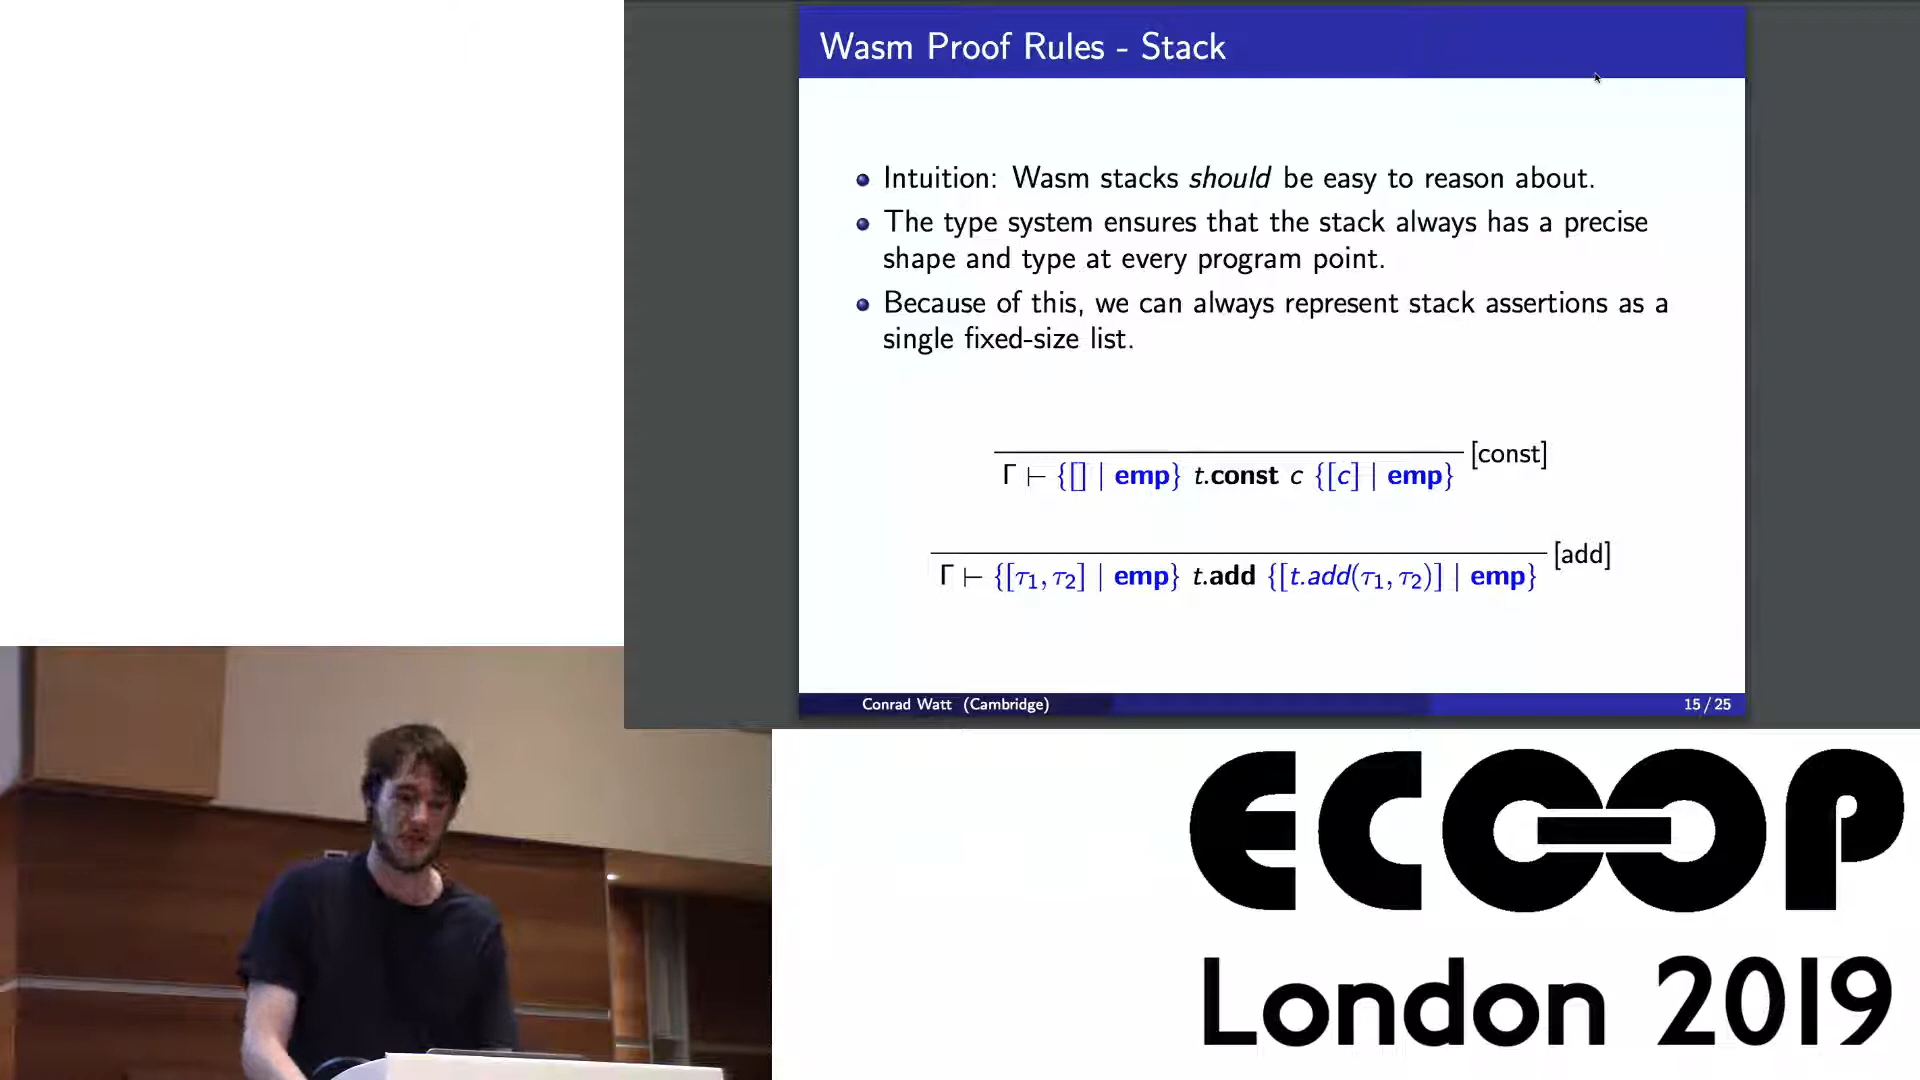 Wasm Proof Rules - Stack
Intuition: Wasm stacks should be easy to reason about.
The type system ensures that the stack always has a precise
shape and type at every program point.
Because of this, we can always represent stack assertions as a
single fixed-size list.
[const]
Γ ⊢ {[] | emp} t.const c {[c] | emp}
[add]
Γ ⊢ {[τ₁, τ₂] | emp} t.add {[t.add(τ₁, τ₂)] | emp}
Conrad Watt (Cambridge)
15 / 25
ECOOP
London 2019